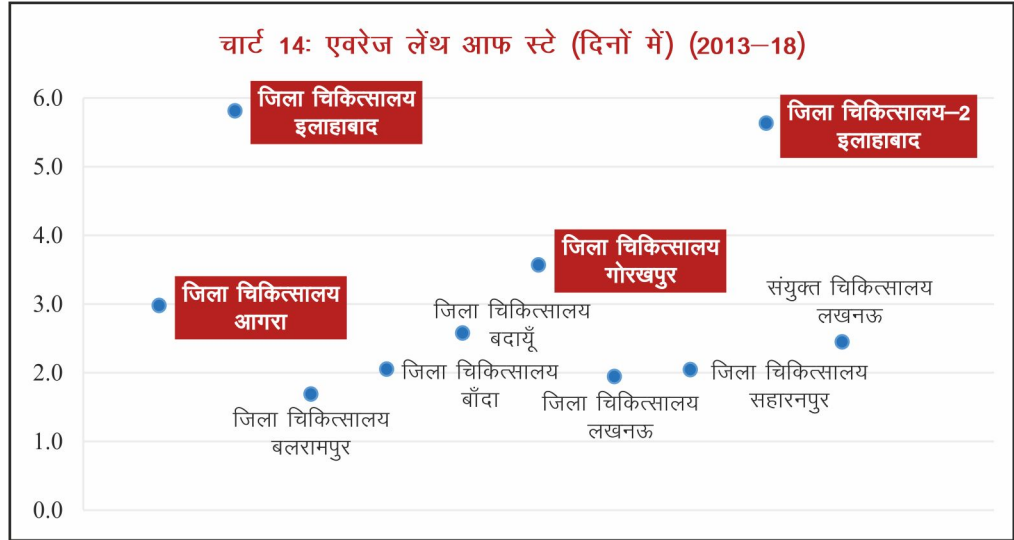 चार्ट 14: एवरेज लेंथ आफ स्टे (दिनों में) (2013–18)
6.0
5.0
4.0
3.0
2.0
1.0
0.0
जिला चिकित्सालय
इलाहाबाद
जिला चिकित्सालय–2
इलाहाबाद
जिला चिकित्सालय
गोरखपुर
जिला चिकित्सालय
आगरा
संयुक्त चिकित्सालय
लखनऊ
जिला चिकित्सालय
बदायूँ
जिला चिकित्सालय
बाँदा
जिला चिकित्सालय
सहारनपुर
जिला चिकित्सालय
लखनऊ
जिला चिकित्सालय
बलरामपुर